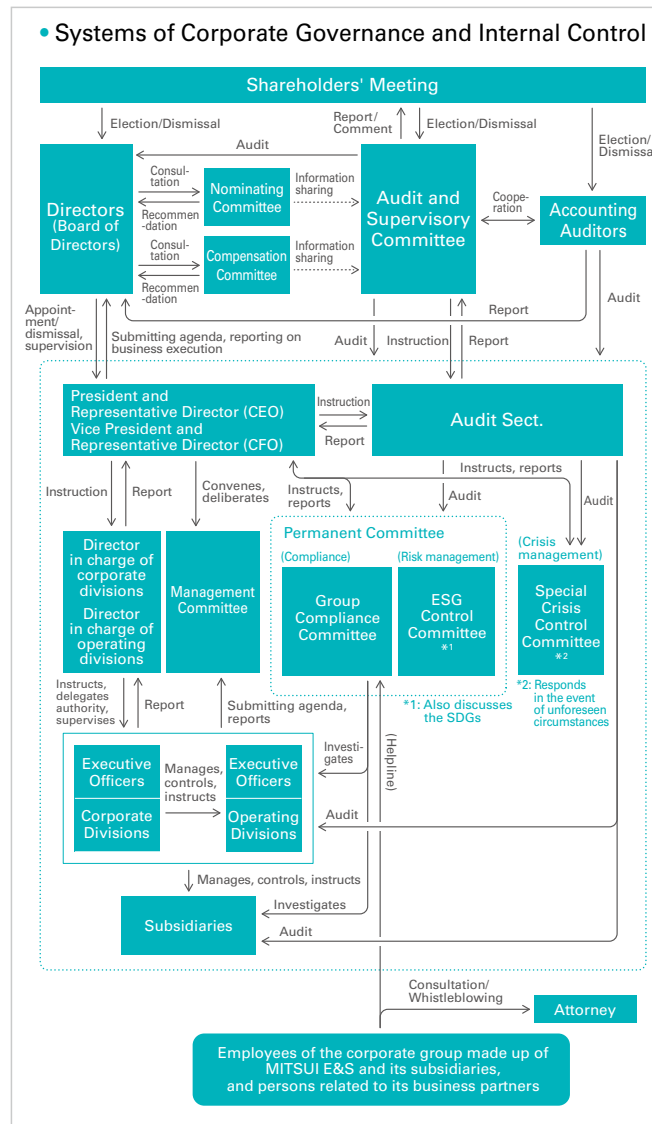 • Systems of Corporate Governance and Internal Control
Shareholders' Meeting
Election/Dismissal
Report/
Comment
Election/Dismissal
Election/
Dismissal
Audit
Directors
(Board of
Directors)
Consul-
tation
Recommen-
-dation
Nominating
Committee
Information
sharing
Consul-
tation
Recommen-
-dation
Compensation
Committee
Information
sharing
Audit and
Supervisory
Committee
Coope-
ration
Accounting
Auditors
Appoint-
ment/
dismissal,
supervision
Submitting agenda, reporting on
business execution
Report
Audit
Instruction
Report
Audit
President and
Representative Director (CEO)
Vice President and
Representative Director (CFO)
Instruction
Report
Audit Sect.
Instruction
Report
Convenes,
deliberates
Instructs,
reports
Audit
Instructs, reports
Audit
Director
in charge of
corporate
divisions
Director
in charge of
operating
divisions
Management
Committee
Permanent Committee
(Compliance)
Group
Compliance
Committee
(Risk management)
ESG
Control
Committee
*1
(Crisis
management)
Special
Crisis
Control
Committee
*2
*1: Also discusses
the SDGs
*2: Responds
in the event
of unforeseen
circumstances
Instructs,
delegates
authority,
supervises
Report
Submitting agenda,
reports
Executive
Officers
Corporate
Divisions
Manages,
controls,
instructs
Executive
Officers
Operating
Divisions
Investi-
gates
(Helpline)
Audit
Manages, controls, instructs
Subsidiaries
Investigates
Audit
Consultation/
Whistleblowing
Attorney
Employees of the corporate group made up of
MITSUI E&S and its subsidiaries,
and persons related to its business partners